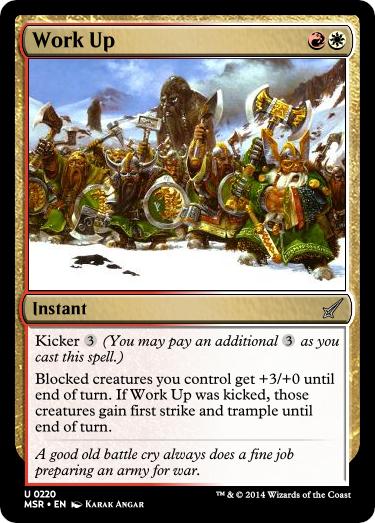 Work Up
Instant
Kicker 3 (You may pay an additional 3 as you
cast this spell.)
Blocked creatures you control get +3/+0 until
end of turn. If Work Up was kicked, those
creatures gain first strike and trample until
end of turn.
A good old battle cry always does a fine job
preparing an army for war.
U 0220
MSR • EN Karak Angar
™ & © 2014 Wizards of the Coast